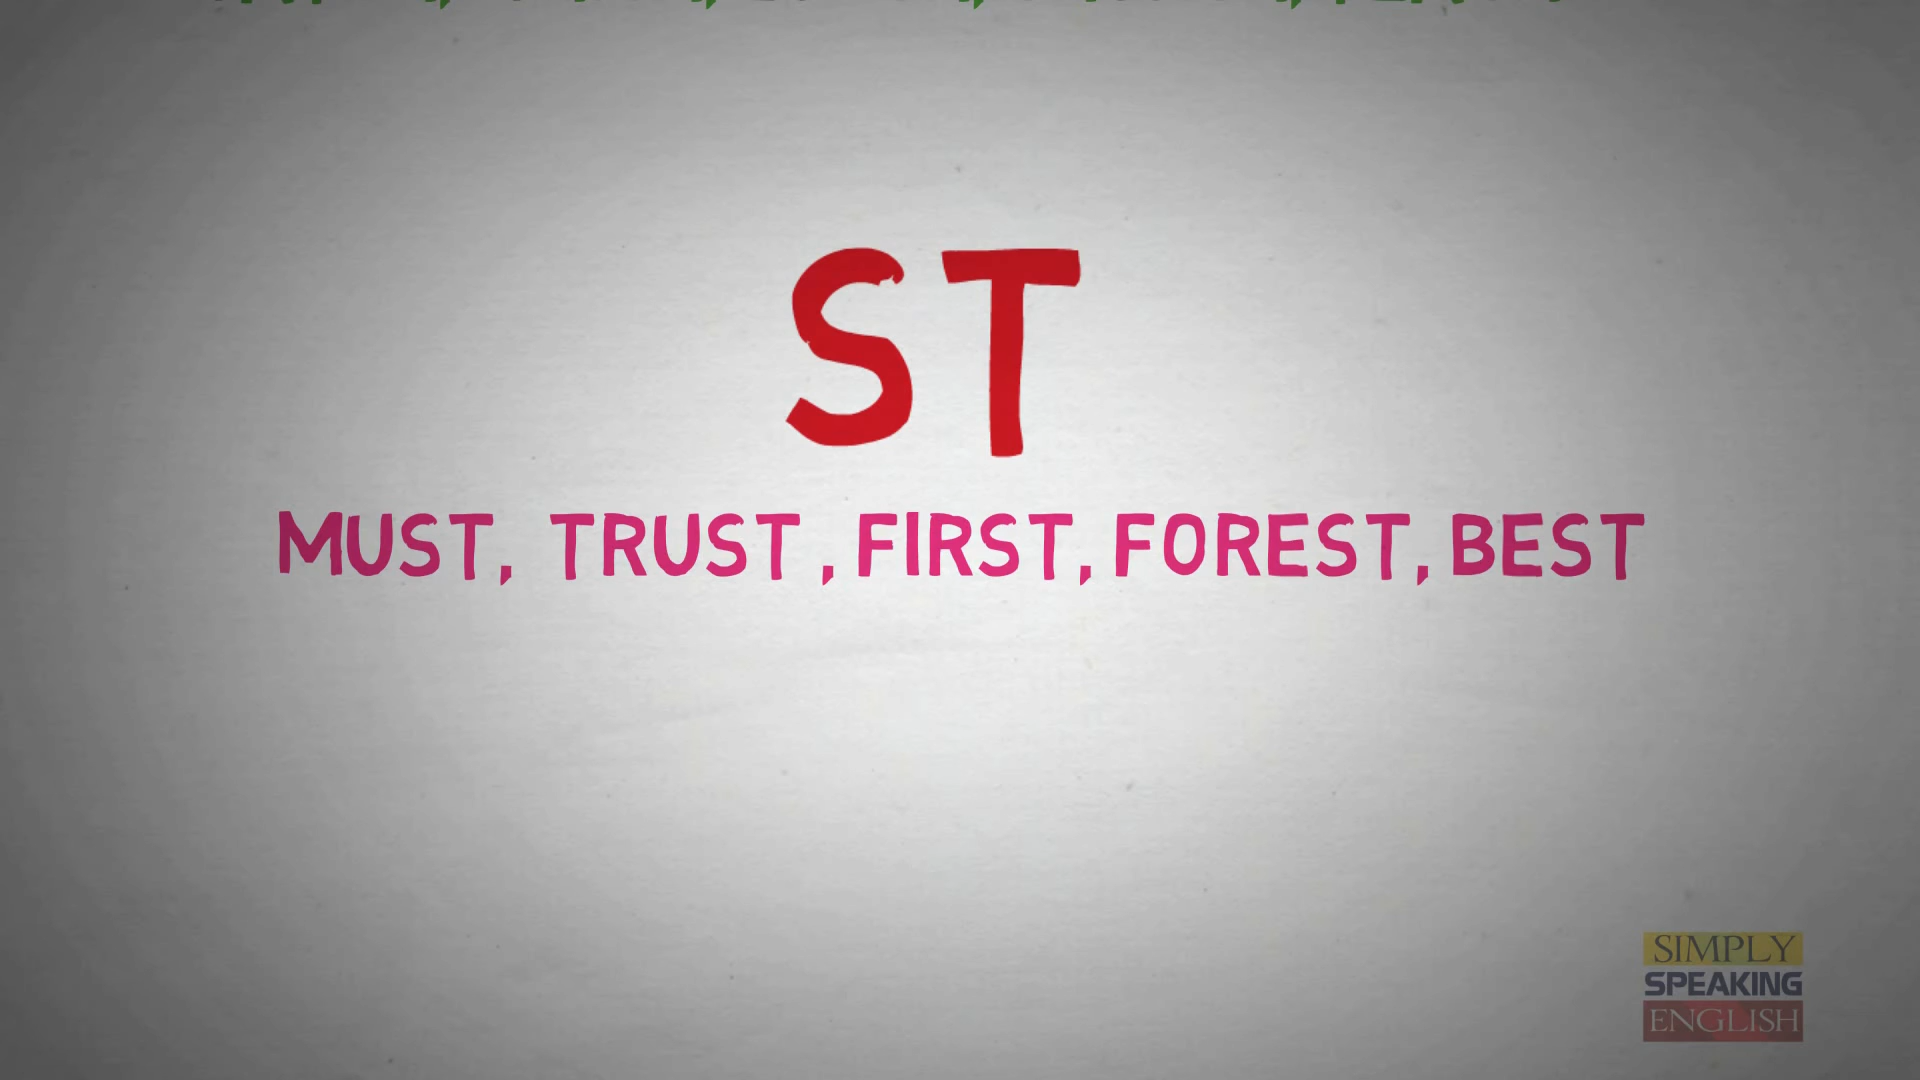 ST
MUST, TRUST, FIRST, FOREST, BEST
SIMPLY
SPEAKING
ENGLISH